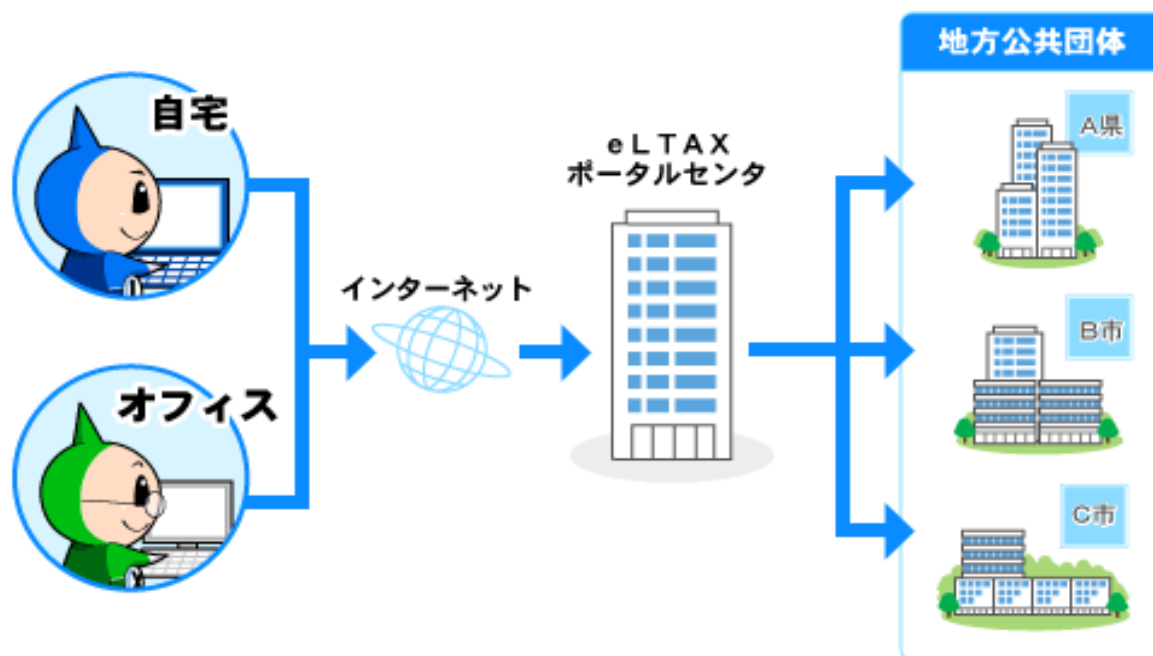 自宅
オフィス
インターネット
ｅＬＴＡＸ
ポータルセンタ
地方公共団体
Ａ県
Ｂ市
Ｃ市